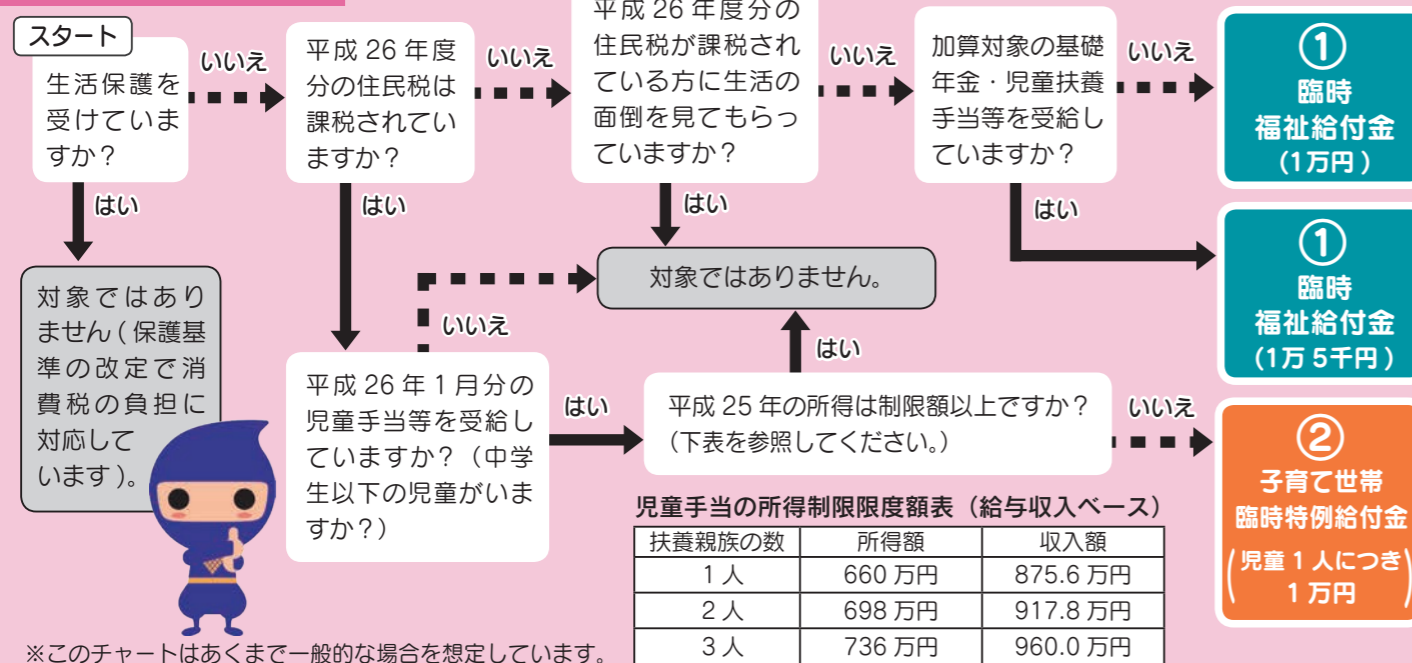 スタート
生活保護を
受けていま
すか？
いいえ
はい
対象ではあり
ません(保護基
準の改定で消
費税の負担に
対応して
います)。
平成 26 年度
分の住民税は
課税されてい
ますか？
いいえ
はい
平成 26 年度分の
住民税が課税され
ている方に生活の
面倒を見てもらっ
ていますか？
いいえ
はい
加算対象の基礎
年金・児童扶養
手当等を受給し
ていますか？
いいえ
はい
①
臨時
福祉給付金
(1万円)
①
臨時
福祉給付金
(1万 5千円)
対象ではありません。
いいえ
はい
平成 26 年 1 月分の
児童手当等を受給し
ていますか？（中学
生以下の児童がいま
すか？）
はい
平成 25 年の所得は制限額以上ですか？
（下表を参照してください。）
いいえ
②
子育て世帯
臨時特例給付金
(児童 1 人につき
1 万円)
児童手当の所得制限限度額表（給与収入ベース）
扶養親族の数 所得額 収入額
1 人 660 万円 875.6 万円
2 人 698 万円 917.8 万円
3 人 736 万円 960.0 万円
※このチャートはあくまで一般的な場合を想定しています。